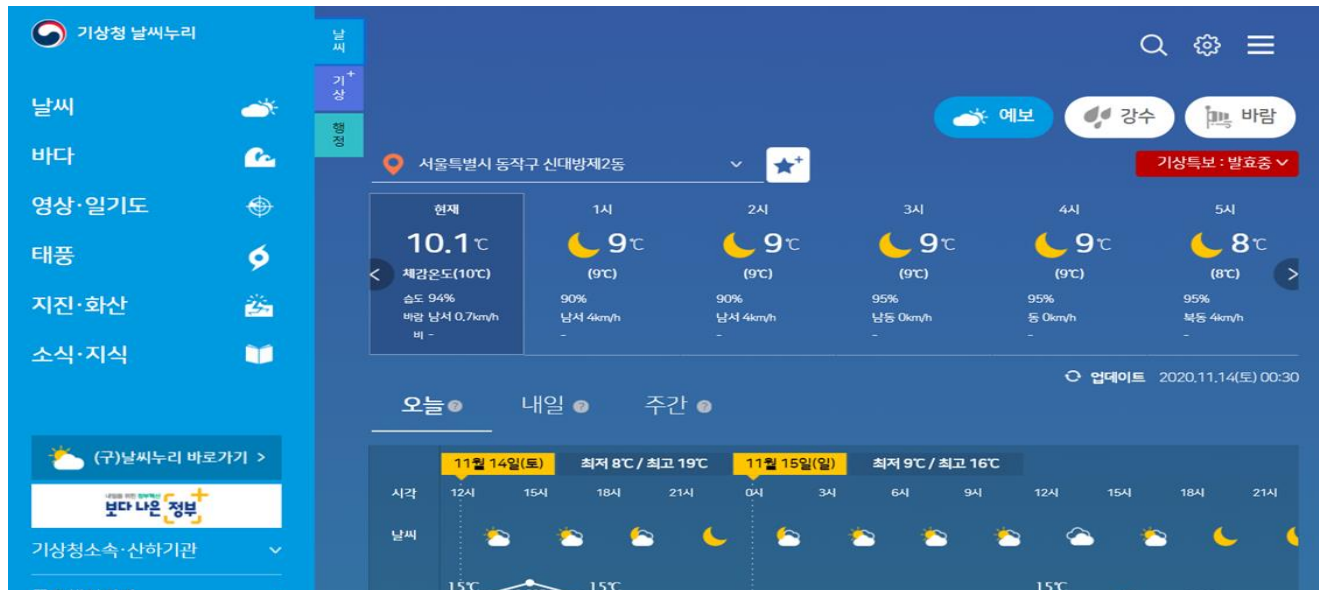 기상청 날씨누리
날씨
바다
영상·일기도
태풍
지진·화산
소식·지식
(구)날씨누리 바로가기 >
보다 나은 정부
기상청소속·산하기관
날씨
기상+
행정
예보 강수 바람
서울특별시 동작구 신대방제2동
기상특보 : 발효중
현재 1시 2시 3시 4시 5시
10.1℃ 9℃ 9℃ 9℃ 9℃ 8℃
체감온도(10℃) (9℃) (9℃) (9℃) (9℃) (8℃)
습도 94% 90% 90% 95% 95% 95%
바람 남서 0.7km/h 남서 4km/h 남서 4km/h 남동 0km/h 동 0km/h 북동 4km/h
비 - - - - - -
업데이트 2020.11.14(토) 00:30
오늘 ? 내일 ? 주간 ?
11월 14일(토) 최저 8℃ / 최고 19℃ 11월 15일(일) 최저 9℃ / 최고 16℃
시각 12시 15시 18시 21시 0시 3시 6시 9시 12시 15시 18시 21시
날씨
15℃ 15℃ 15℃